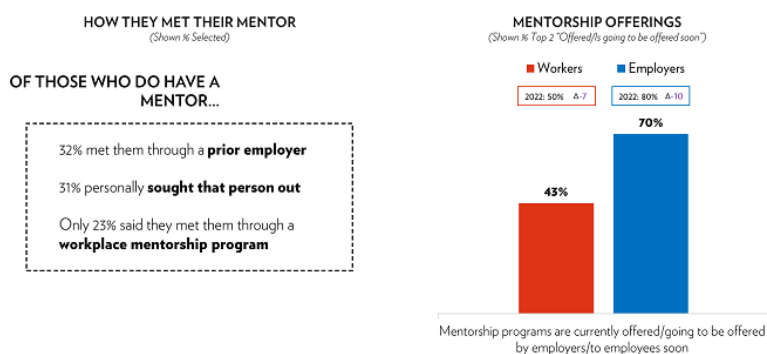 HOW THEY MET THEIR MENTOR
(Shown % Selected)
OF THOSE WHO DO HAVE A
MENTOR...
32% met them through a prior employer
31% personally sought that person out
Only 23% said they met them through a
workplace mentorship program
MENTORSHIP OFFERINGS
(Shown % Top 2 "Offered/Is going to be offered soon")
Workers
Employers
2022: 50% Δ-7
2022: 80% Δ-10
70%
43%
Mentorship programs are currently offered/going to be offered
by employers/to employees soon